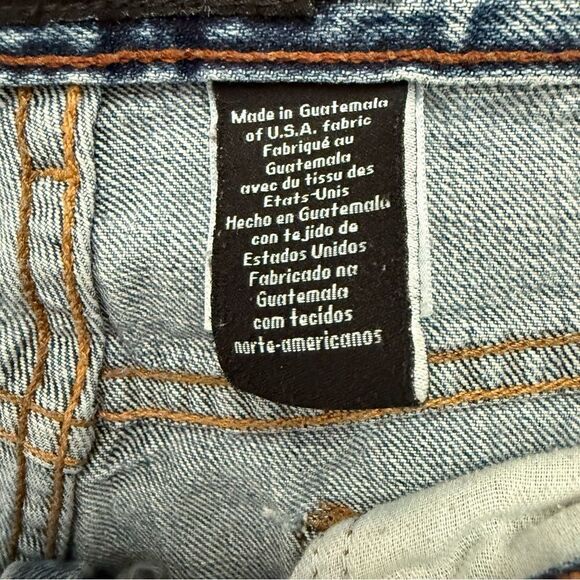 Made in Guatemala
of U.S.A. fabric
Fabriqué au
Guatemala
avec du tissu des
Etats-Unis
Hecho en Guatemala
con tejido de
Estados Unidos
Fabricado na
Guatemala
com tecidos
norte-americanos